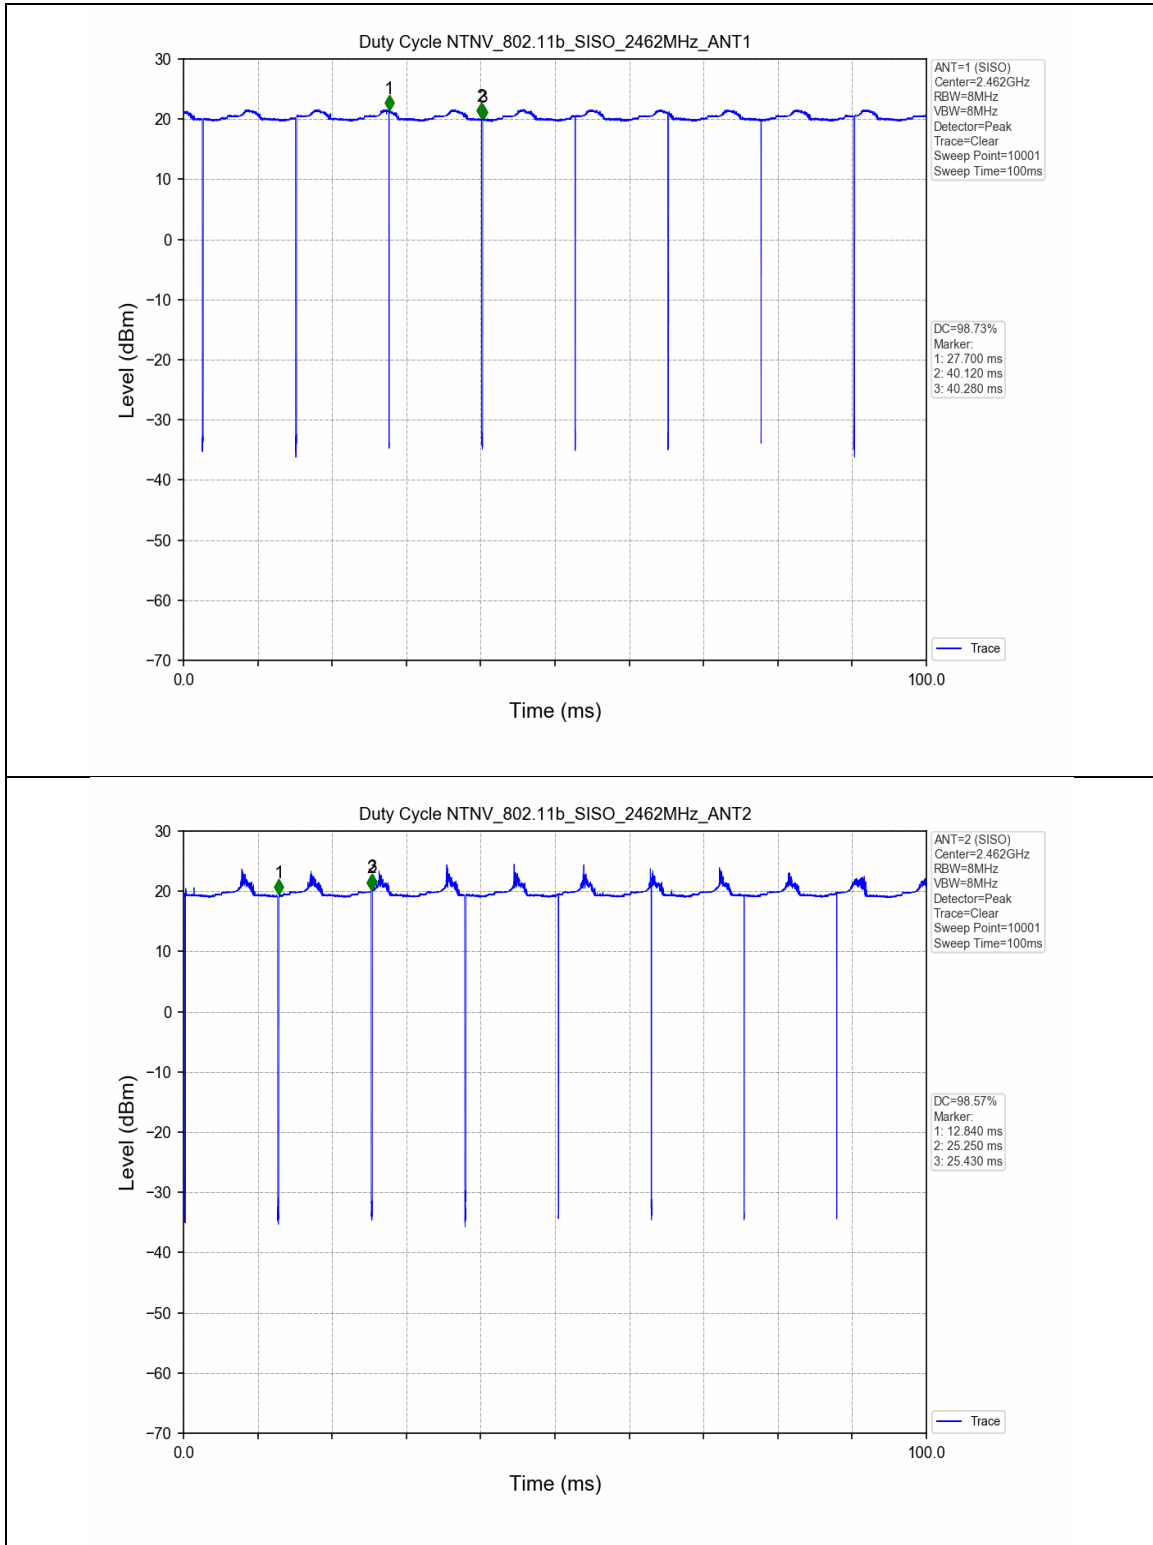 Duty Cycle NTNV_802.11b_SISO_2462MHz_ANT1
30
20
10
0
−10
−20
−30
−40
−50
−60
−70
Level (dBm)
0.0
100.0
Time (ms)
1
2
3
ANT=1 (SISO)
Center=2.462GHz
RBW=8MHz
VBW=8MHz
Detector=Peak
Trace=Clear
Sweep Point=10001
Sweep Time=100ms
DC=98.73%
Marker:
1: 27.700 ms
2: 40.120 ms
3: 40.280 ms
Trace
Duty Cycle NTNV_802.11b_SISO_2462MHz_ANT2
30
20
10
0
−10
−20
−30
−40
−50
−60
−70
Level (dBm)
0.0
100.0
Time (ms)
1
2
3
ANT=2 (SISO)
Center=2.462GHz
RBW=8MHz
VBW=8MHz
Detector=Peak
Trace=Clear
Sweep Point=10001
Sweep Time=100ms
DC=98.57%
Marker:
1: 12.840 ms
2: 25.250 ms
3: 25.430 ms
Trace